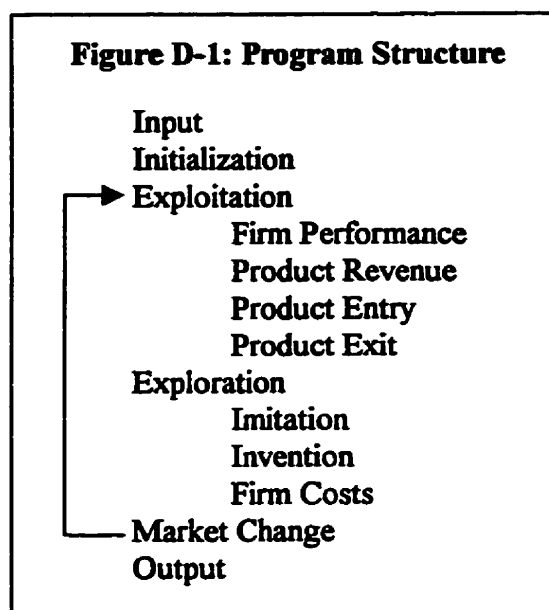 Figure D-1: Program Structure
Input
Initialization
Exploitation
Firm Performance
Product Revenue
Product Entry
Product Exit
Exploration
Imitation
Invention
Firm Costs
Market Change
Output